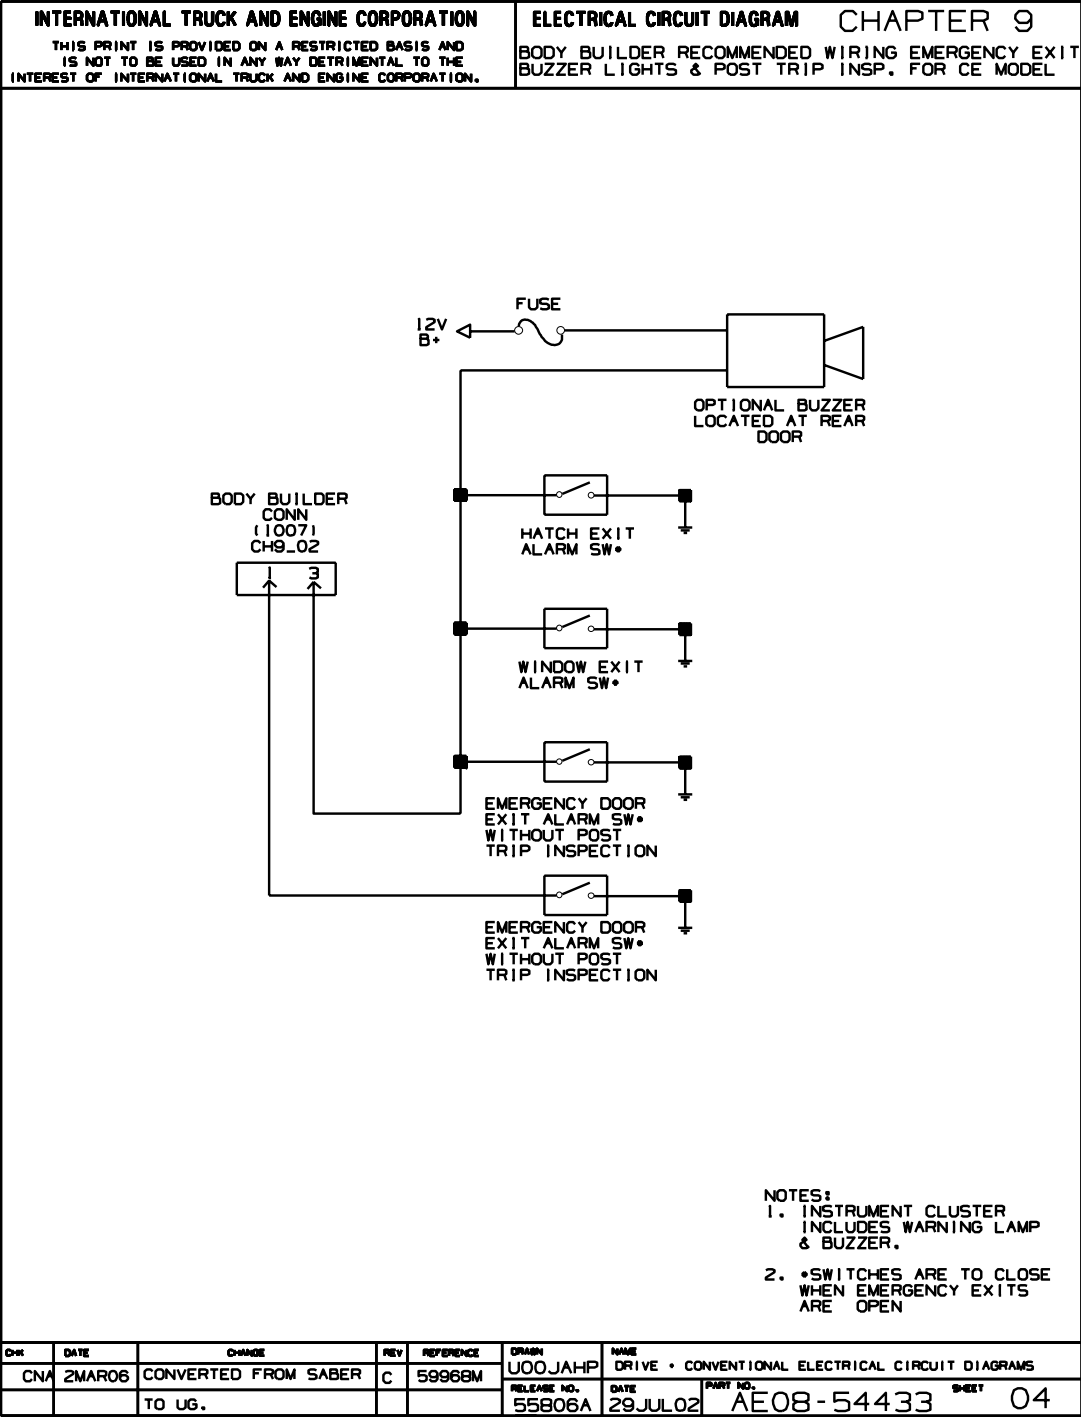 INTERNATIONAL TRUCK AND ENGINE CORPORATION
THIS PRINT IS PROVIDED ON A RESTRICTED BASIS AND
IS NOT TO BE USED IN ANY WAY DETRIMENTAL TO THE
INTEREST OF INTERNATIONAL TRUCK AND ENGINE CORPORATION.
ELECTRICAL CIRCUIT DIAGRAM CHAPTER 9
BODY BUILDER RECOMMENDED WIRING EMERGENCY EXIT
BUZZER LIGHTS & POST TRIP INSP. FOR CE MODEL
FUSE
12V
B+
OPTIONAL BUZZER
LOCATED AT REAR
DOOR
BODY BUILDER
CONN
(1007)
CH9_02
1 3
HATCH EXIT
ALARM SW*
WINDOW EXIT
ALARM SW*
EMERGENCY DOOR
EXIT ALARM SW*
WITHOUT POST
TRIP INSPECTION
EMERGENCY DOOR
EXIT ALARM SW*
WITHOUT POST
TRIP INSPECTION
NOTES:
1. INSTRUMENT CLUSTER
INCLUDES WARNING LAMP
& BUZZER.
2. *SWITCHES ARE TO CLOSE
WHEN EMERGENCY EXITS
ARE OPEN
CHK DATE CHANGE REV REFERENCE
CNA 2MAR06 CONVERTED FROM SABER C 59968M
TO UG.
DRAWN
U00JAHP
NAME
DRIVE * CONVENTIONAL ELECTRICAL CIRCUIT DIAGRAMS
RELEASE NO.
55806A
DATE
29JUL02
PART NO.
AE08-54433
SHEET
04